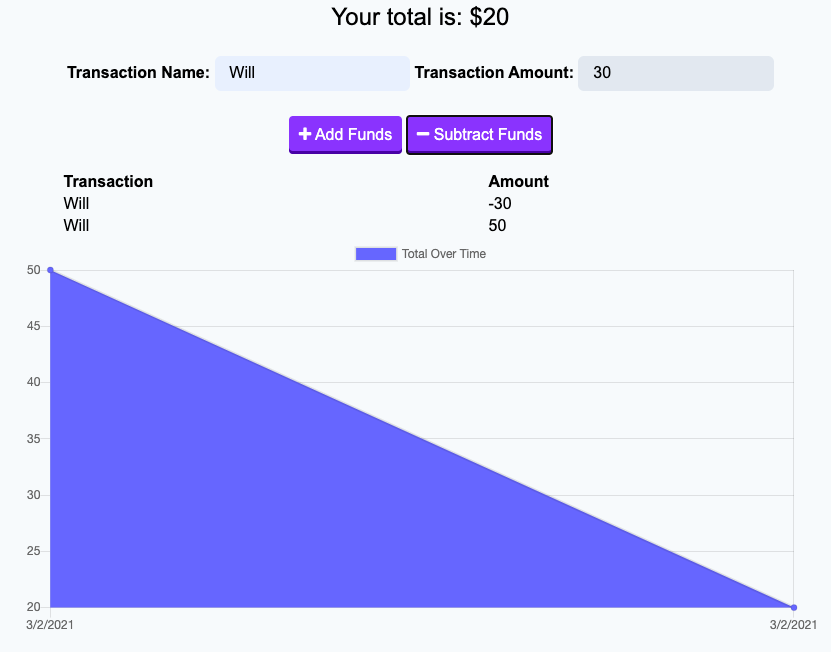 Your total is: $20
Transaction Name: Will Transaction Amount: 30
Add Funds Subtract Funds
Transaction Amount
Will -30
Will 50
Total Over Time
50
45
40
35
30
25
20
3/2/2021 3/2/2021